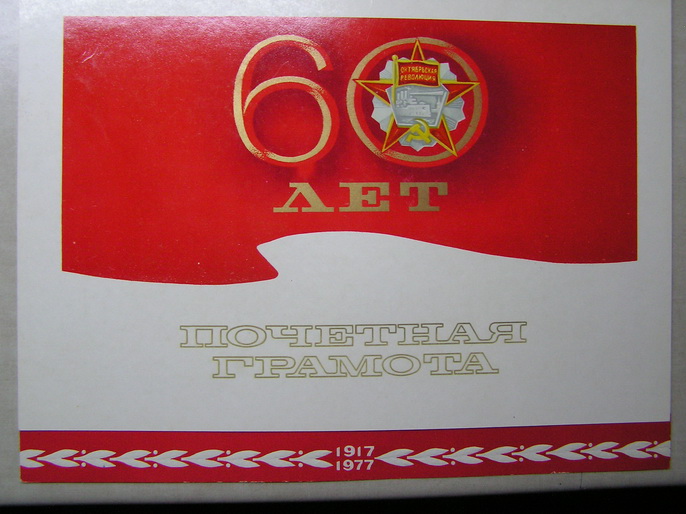 60
ОКТЯБРЬСКАЯ
РЕВОЛЮЦИЯ
ЛЕТ
ПОЧЕТНАЯ
ГРАМОТА
1917
1977